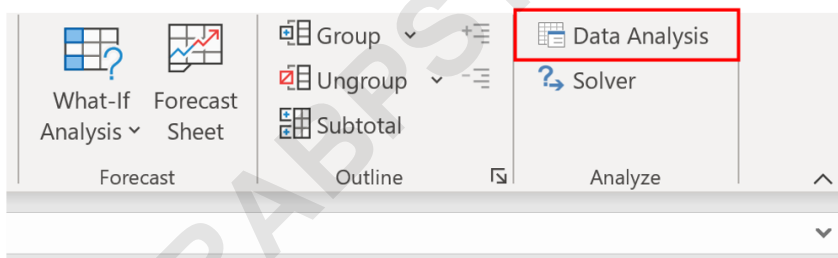 What-If
Analysis
Forecast
Sheet
Forecast
Group
Ungroup
Subtotal
Outline
Data Analysis
Solver
Analyze